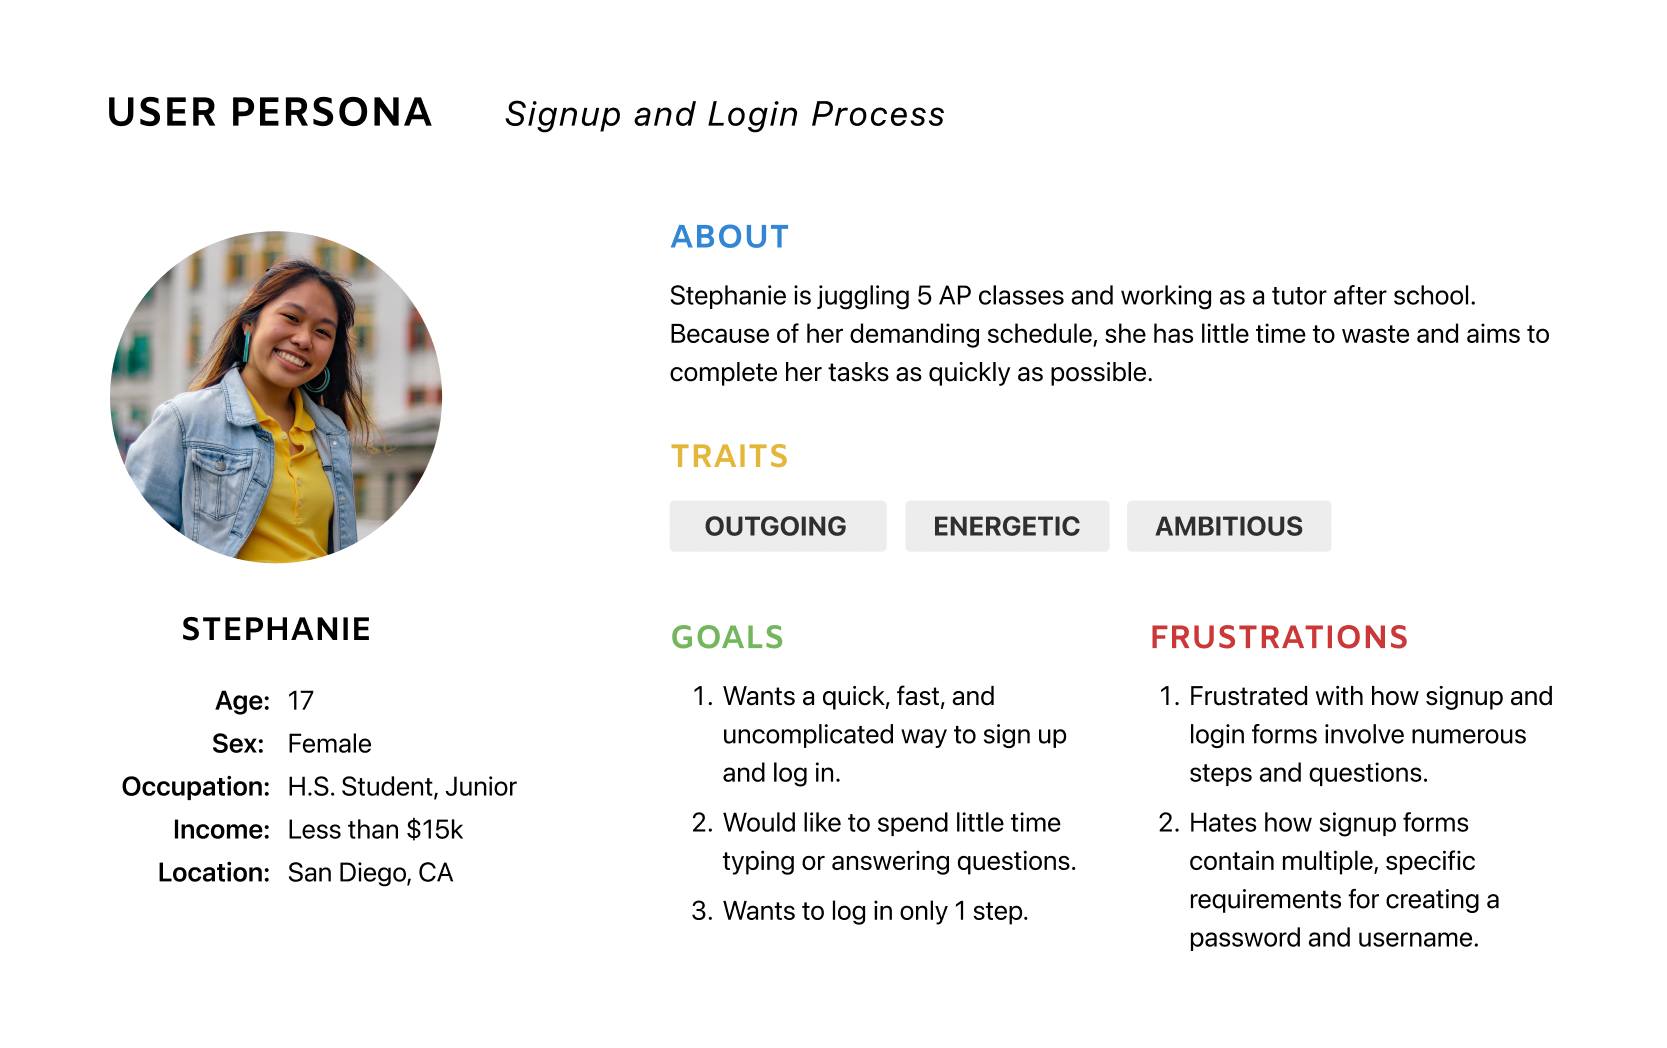 USER PERSONA
Signup and Login Process
STEPHANIE
Age: 17
Sex: Female
Occupation: H.S. Student, Junior
Income: Less than $15k
Location: San Diego, CA
ABOUT
Stephanie is juggling 5 AP classes and working as a tutor after school.
Because of her demanding schedule, she has little time to waste and aims to
complete her tasks as quickly as possible.
TRAITS
OUTGOING
ENERGETIC
AMBITIOUS
GOALS
1. Wants a quick, fast, and
uncomplicated way to sign up
and log in.
2. Would like to spend little time
typing or answering questions.
3. Wants to log in only 1 step.
FRUSTRATIONS
1. Frustrated with how signup and
login forms involve numerous
steps and questions.
2. Hates how signup forms
contain multiple, specific
requirements for creating a
password and username.